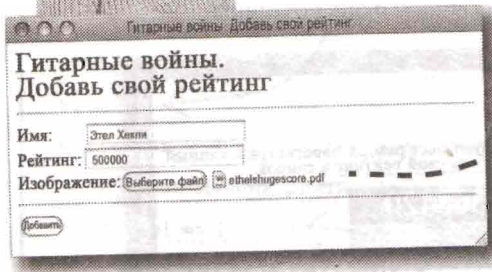 Гитарные войны. Добавь свой рейтинг
Гитарные войны.
Добавь свой рейтинг
Имя: Этел Хекли
Рейтинг: 500000
Изображение: Выберите файл ethelshugescore.pdf
Добавить